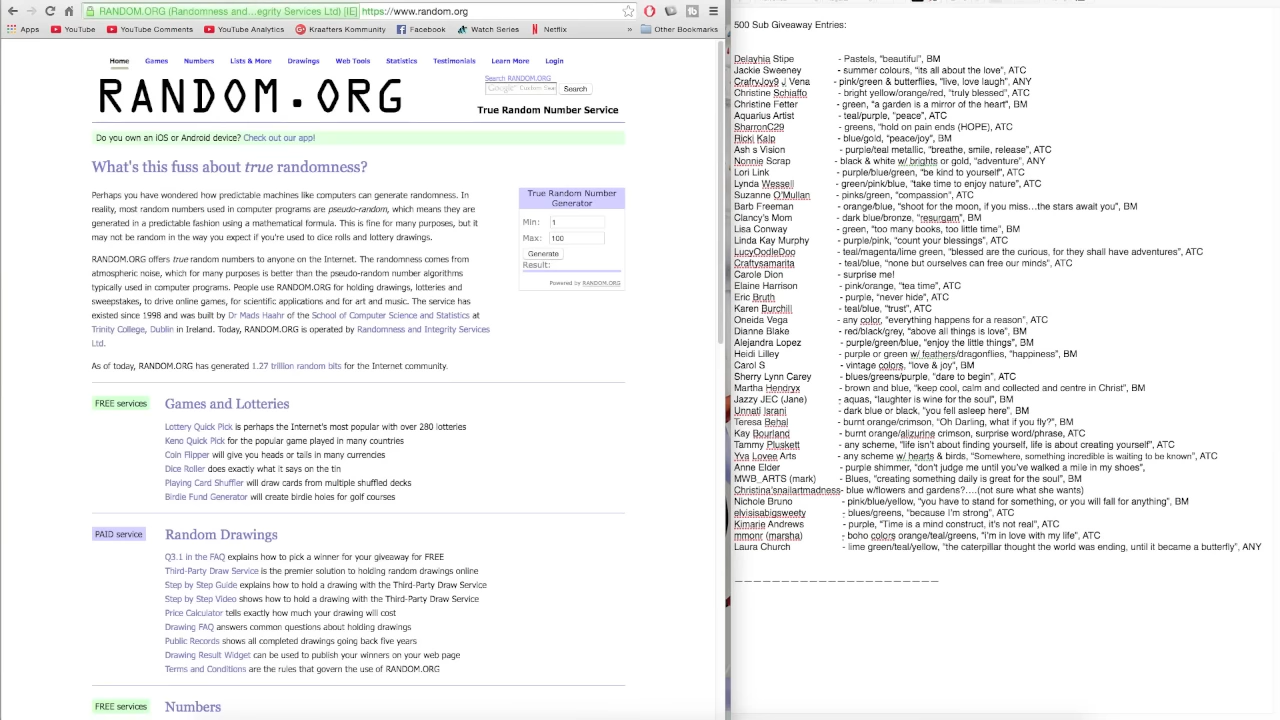 RANDOM.ORG (Randomness and...egrity Services Ltd) [IE] https://www.random.org
Apps YouTube YouTube Comments YouTube Analytics Kraafters Kommunity Facebook Watch Series Netflix » Other Bookmarks
Home Games Numbers Lists & More Drawings Web Tools Statistics Testimonials Learn More Login
Search RANDOM.ORG
Google Search
RANDOM.ORG
True Random Number Service
Do you own an iOS or Android device? Check out our app!
What's this fuss about true randomness?
Perhaps you have wondered how predictable machines like computers can generate randomness. In
reality, most random numbers used in computer programs are pseudo-random, which means they are
generated in a predictable fashion using a mathematical formula. This is fine for many purposes, but it
may not be random in the way you expect if you're used to dice rolls and lottery drawings.
RANDOM.ORG offers true random numbers to anyone on the Internet. The randomness comes from
atmospheric noise, which for many purposes is better than the pseudo-random number algorithms
typically used in computer programs. People use RANDOM.ORG for holding drawings, lotteries and
sweepstakes, to drive online games, for scientific applications and for art and music. The service has
existed since 1998 and was built by Dr Mads Haahr of the School of Computer Science and Statistics at
Trinity College, Dublin in Ireland. Today, RANDOM.ORG is operated by Randomness and Integrity Services
Ltd.
As of today, RANDOM.ORG has generated 1.27 trillion random bits for the Internet community.
True Random Number
Generator
Min: 1
Max: 100
Generate
Result:
Powered by RANDOM.ORG
FREE services Games and Lotteries
Lottery Quick Pick is perhaps the Internet's most popular with over 280 lotteries
Keno Quick Pick for the popular game played in many countries
Coin Flipper will give you heads or tails in many currencies
Dice Roller does exactly what it says on the tin
Playing Card Shuffler will draw cards from multiple shuffled decks
Birdie Fund Generator will create birdie holes for golf courses
PAID service Random Drawings
Q3.1 in the FAQ explains how to pick a winner for your giveaway for FREE
Third-Party Draw Service is the premier solution to holding random drawings online
Step by Step Guide explains how to hold a drawing with the Third-Party Draw Service
Step by Step Video shows how to hold a drawing with the Third-Party Draw Service
Price Calculator tells exactly how much your drawing will cost
Drawing FAQ answers common questions about holding drawings
Public Records shows all completed drawings going back five years
Drawing Result Widget can be used to publish your winners on your web page
Terms and Conditions are the rules that govern the use of RANDOM.ORG
FREE services Numbers
500 Sub Giveaway Entries:
Delayhia Stipe - Pastels, “beautiful”, BM
Jackie Sweeney - summer colours, “its all about the love”, ATC
CraftyJoy9 J Vena - pink/green & butterflies, “live, love laugh”, ANY
Christine Schiaffo - bright yellow/orange/red, “truly blessed”, ATC
Christine Fetter - green, “a garden is a mirror of the heart”, BM
Aquarius Artist - teal/purple, “peace”, ATC
SharronC29 - greens, “hold on pain ends (HOPE), ATC
Ricki Kalp - blue/gold, “peace/joy”, BM
Ash s Vision - purple/teal metallic, “breathe, smile, release”, ATC
Nonnie Scrap - black & white w/ brights or gold, “adventure”, ANY
Lori Link - purple/blue/green, “be kind to yourself”, ATC
Lynda Wessell - green/pink/blue, “take time to enjoy nature”, ATC
Suzanne O’Mullan - pinks/green, “compassion”, ATC
Barb Freeman - orange/blue, “shoot for the moon, if you miss…the stars await you”, BM
Clancy’s Mom - dark blue/bronze, “resurgam”, BM
Lisa Conway - green, “too many books, too little time”, BM
Linda Kay Murphy - purple/pink, “count your blessings”, ATC
LucyOodleDoo - teal/magenta/lime green, “blessed are the curious, for they shall have adventures”, ATC
Craftysamarita - teal/blue, “none but ourselves can free our minds”, ATC
Carole Dion - surprise me!
Elaine Harrison - pink/orange, “tea time”, ATC
Eric Bruth - purple, “never hide”, ATC
Karen Burchill - teal/blue, “trust”, ATC
Oneida Vega - any color, “everything happens for a reason”, ATC
Dianne Blake - red/black/grey, “above all things is love”, BM
Alejandra Lopez - purple/green/blue, “enjoy the little things”, BM
Heidi Lilley - purple or green w/ feathers/dragonflies, “happiness”, BM
Carol S - vintage colors, “love & joy”, BM
Sherry Lynn Carey - blues/greens/purple, “dare to begin”, ATC
Martha Hendryx - brown and blue, “keep cool, calm and collected and centre in Christ”, BM
Jazzy JEC (Jane) - aquas, “laughter is wine for the soul”, BM
Unnati Israni - dark blue or black, “you fell asleep here”, BM
Teresa Behal - burnt orange/crimson, “Oh Darling, what if you fly?”, BM
Kay Bourland - burnt orange/alizurine crimson, surprise word/phrase, ATC
Tammy Pluskett - any scheme, “life isn’t about finding yourself, life is about creating yourself”, ATC
Yva Lovee Arts - any scheme w/ hearts & birds, “Somewhere, something incredible is waiting to be known”, ATC
Anne Elder - purple shimmer, “don’t judge me until you’ve walked a mile in my shoes”,
MWB_ARTS (mark) - Blues, “creating something daily is great for the soul”, BM
Christina’snailartmadness- blue w/flowers and gardens?….(not sure what she wants)
Nichole Bruno - pink/blue/yellow, “you have to stand for something, or you will fall for anything”, BM
elvisisabigsweety - blues/greens, “because I’m strong”, ATC
Kimarie Andrews - purple, “Time is a mind construct, it’s not real”, ATC
mmonr (marsha) - boho colors orange/teal/greens, “i’m in love with my life”, ATC
Laura Church - lime green/teal/yellow, “the caterpillar thought the world was ending, until it became a butterfly”, ANY
————————————————